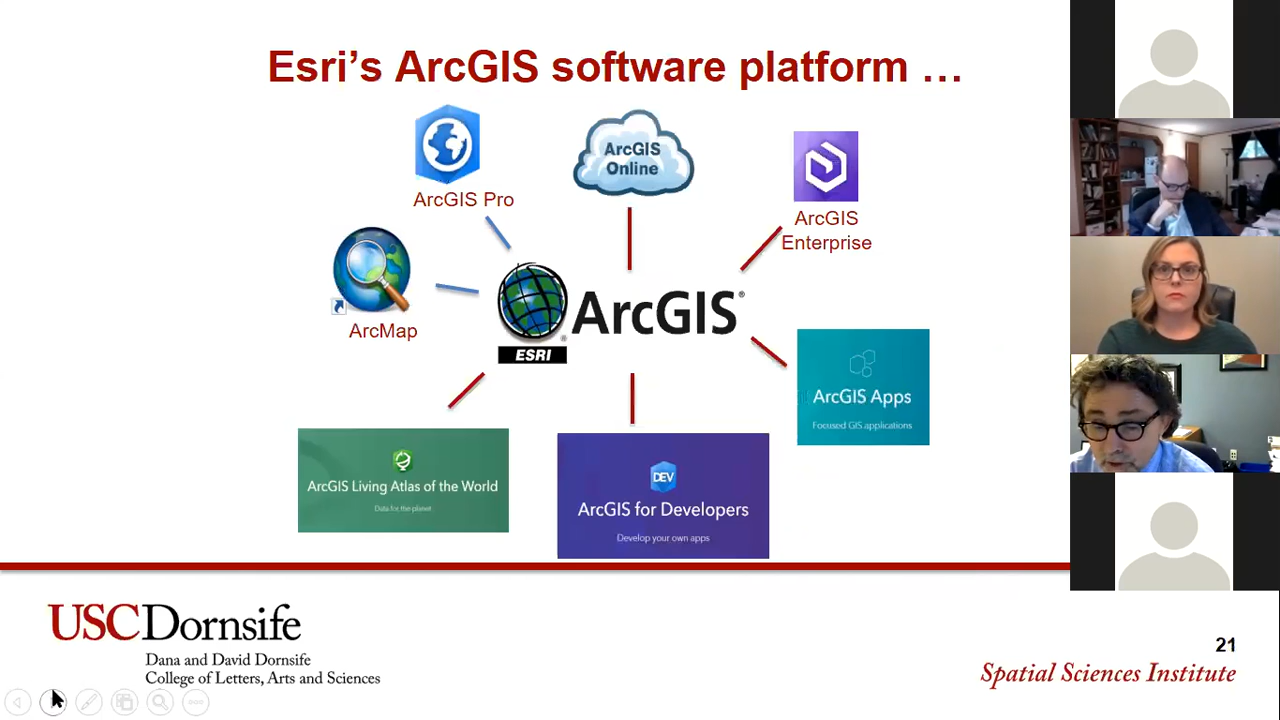 Esri's ArcGIS software platform …
ArcGIS Pro
ArcGIS
Online
ArcGIS
Enterprise
ArcMap
ESRI
ArcGIS®
ArcGIS Apps
Focused GIS applications
ArcGIS Living Atlas of the World
Data for the planet
DEV
ArcGIS for Developers
Develop your own apps
USCDornsife
Dana and David Dornsife
College of Letters, Arts and Sciences
21
Spatial Sciences Institute